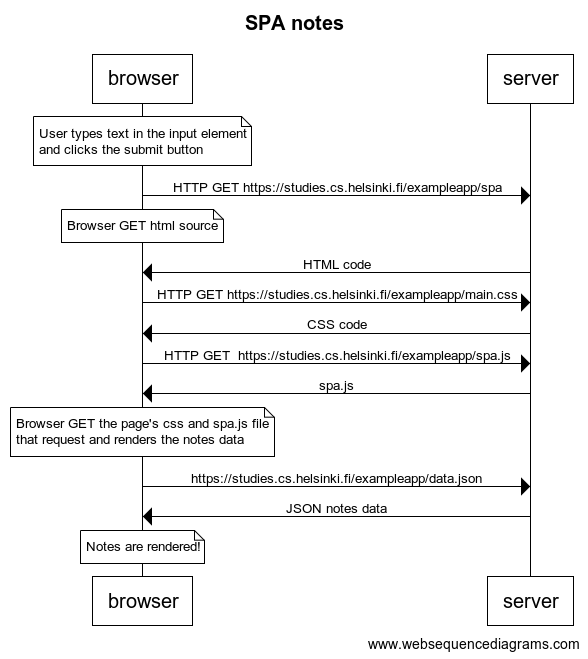 SPA notes
browser
server
User types text in the input element
and clicks the submit button
HTTP GET https://studies.cs.helsinki.fi/exampleapp/spa
Browser GET html source
HTML code
HTTP GET https://studies.cs.helsinki.fi/exampleapp/main.css
CSS code
HTTP GET  https://studies.cs.helsinki.fi/exampleapp/spa.js
spa.js
Browser GET the page's css and spa.js file
that request and renders the notes data
https://studies.cs.helsinki.fi/exampleapp/data.json
JSON notes data
Notes are rendered!
browser
server
www.websequencediagrams.com